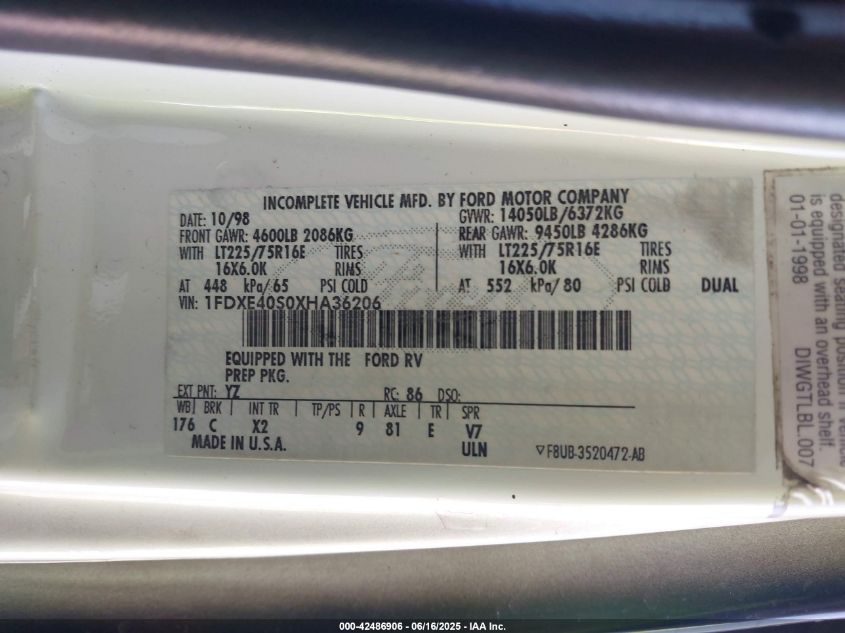 INCOMPLETE VEHICLE MFD. BY FORD MOTOR COMPANY
DATE: 10/98 GVWR: 14050LB/6372KG
FRONT GAWR: 4600LB 2086KG REAR GAWR: 9450LB 4286KG
WITH LT225/75R16E TIRES WITH LT225/75R16E TIRES
16X6.0K RIMS 16X6.0K RIMS
AT 448 kPa/65 PSI COLD AT 552 kPa/80 PSI COLD DUAL
VIN: 1FDXE40S0XHA36206
EQUIPPED WITH THE FORD RV
PREP PKG.
EXT PNT: YZ RC: 86 DSO:
WB BRK INT TR TP/PS R AXLE TR SPR
176 C X2 9 81 E V7
MADE IN U.S.A. ULN ▽F8UB-3520472-AB
designated seating position if vehicle
is equipped with an overhead shelf.
01-01-1998 DIWGTLBL.007
000-42486906 - 06/16/2025 - IAA Inc.